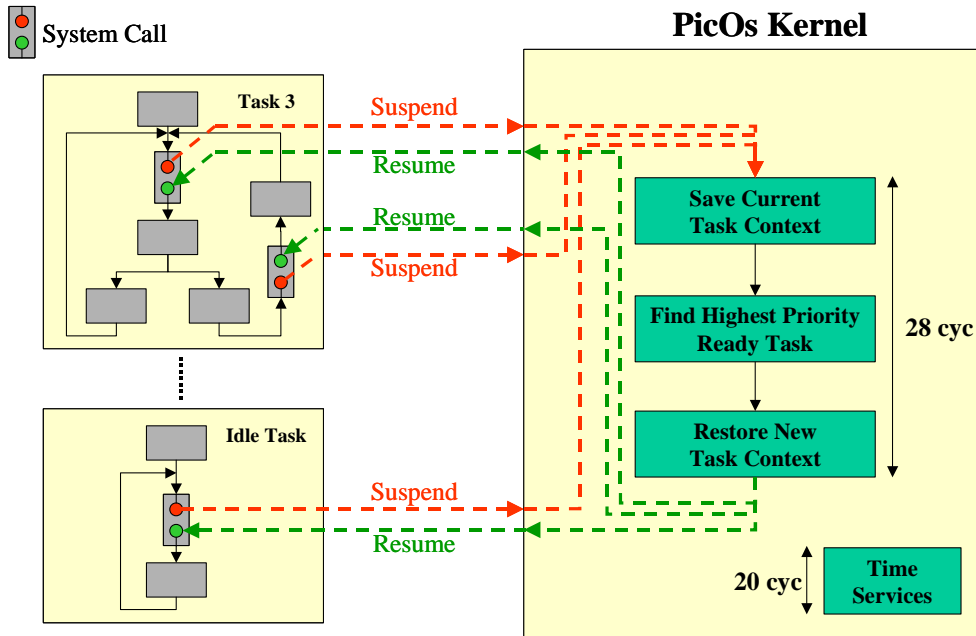 PicOs Kernel
System Call
Task 3
Suspend
Resume
Resume
Suspend
Save Current
Task Context
Find Highest Priority
Ready Task
28 cyc
Restore New
Task Context
Idle Task
Suspend
Resume
20 cyc
Time
Services